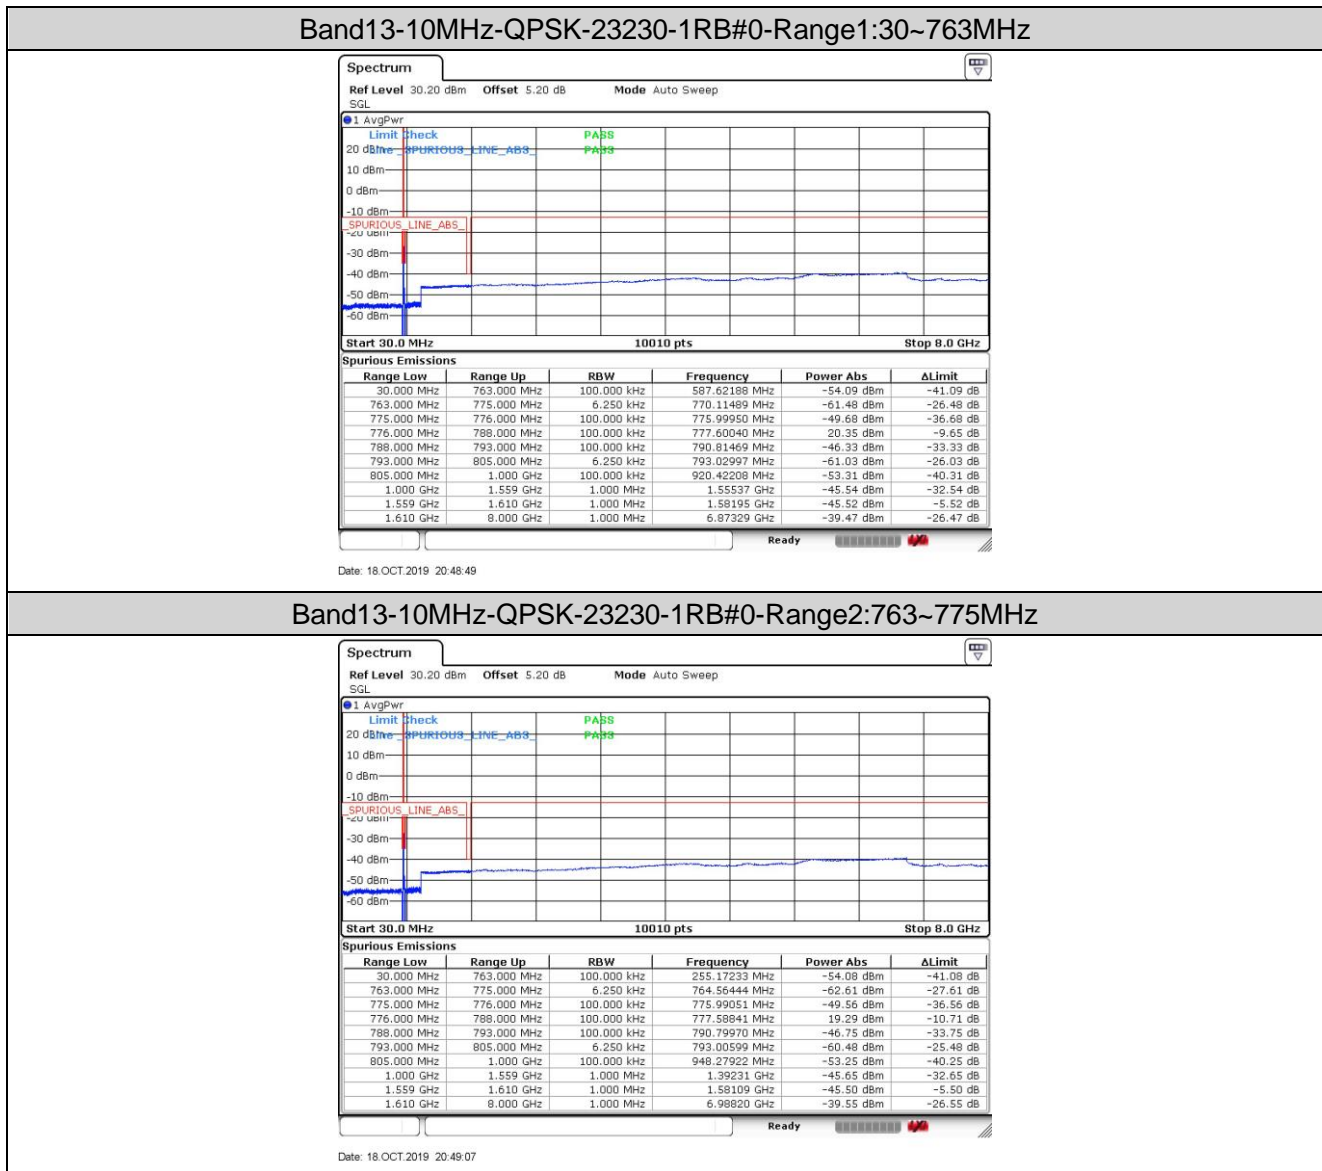 Band13-10MHz-QPSK-23230-1RB#0-Range1:30~763MHz
Spectrum
Ref Level 30.20 dBm Offset 5.20 dB Mode Auto Sweep
SGL
1 AvgPwr
Limit Check PASS
20 dBm Line _SPURIOUS_LINE_ABS_ PASS
10 dBm
0 dBm
-10 dBm
_SPURIOUS_LINE_ABS_
-20 dBm
-30 dBm
-40 dBm
-50 dBm
-60 dBm
Start 30.0 MHz 10010 pts Stop 8.0 GHz
Spurious Emissions
Range Low Range Up RBW Frequency Power Abs ΔLimit
30.000 MHz 763.000 MHz 100.000 kHz 587.62188 MHz -54.09 dBm -41.09 dB
763.000 MHz 775.000 MHz 6.250 kHz 770.11489 MHz -61.48 dBm -26.48 dB
775.000 MHz 776.000 MHz 100.000 kHz 775.99950 MHz -49.68 dBm -36.68 dB
776.000 MHz 788.000 MHz 100.000 kHz 777.60040 MHz 20.35 dBm -9.65 dB
788.000 MHz 793.000 MHz 100.000 kHz 790.81469 MHz -46.33 dBm -33.33 dB
793.000 MHz 805.000 MHz 6.250 kHz 793.02997 MHz -61.03 dBm -26.03 dB
805.000 MHz 1.000 GHz 100.000 kHz 920.42208 MHz -53.31 dBm -40.31 dB
1.000 GHz 1.559 GHz 1.000 MHz 1.55537 GHz -45.54 dBm -32.54 dB
1.559 GHz 1.610 GHz 1.000 MHz 1.58195 GHz -45.52 dBm -5.52 dB
1.610 GHz 8.000 GHz 1.000 MHz 6.87329 GHz -39.47 dBm -26.47 dB
Ready
Date: 18.OCT.2019 20:48:49
Band13-10MHz-QPSK-23230-1RB#0-Range2:763~775MHz
Spectrum
Ref Level 30.20 dBm Offset 5.20 dB Mode Auto Sweep
SGL
1 AvgPwr
Limit Check PASS
20 dBm Line _SPURIOUS_LINE_ABS_ PASS
10 dBm
0 dBm
-10 dBm
_SPURIOUS_LINE_ABS_
-20 dBm
-30 dBm
-40 dBm
-50 dBm
-60 dBm
Start 30.0 MHz 10010 pts Stop 8.0 GHz
Spurious Emissions
Range Low Range Up RBW Frequency Power Abs ΔLimit
30.000 MHz 763.000 MHz 100.000 kHz 255.17233 MHz -54.08 dBm -41.08 dB
763.000 MHz 775.000 MHz 6.250 kHz 764.56444 MHz -62.61 dBm -27.61 dB
775.000 MHz 776.000 MHz 100.000 kHz 775.99051 MHz -49.56 dBm -36.56 dB
776.000 MHz 788.000 MHz 100.000 kHz 777.58841 MHz 19.29 dBm -10.71 dB
788.000 MHz 793.000 MHz 100.000 kHz 790.79970 MHz -46.75 dBm -33.75 dB
793.000 MHz 805.000 MHz 6.250 kHz 793.00599 MHz -60.48 dBm -25.48 dB
805.000 MHz 1.000 GHz 100.000 kHz 948.27922 MHz -53.25 dBm -40.25 dB
1.000 GHz 1.559 GHz 1.000 MHz 1.39231 GHz -45.65 dBm -32.65 dB
1.559 GHz 1.610 GHz 1.000 MHz 1.58109 GHz -45.50 dBm -5.50 dB
1.610 GHz 8.000 GHz 1.000 MHz 6.98820 GHz -39.55 dBm -26.55 dB
Ready
Date: 18.OCT.2019 20:49:07